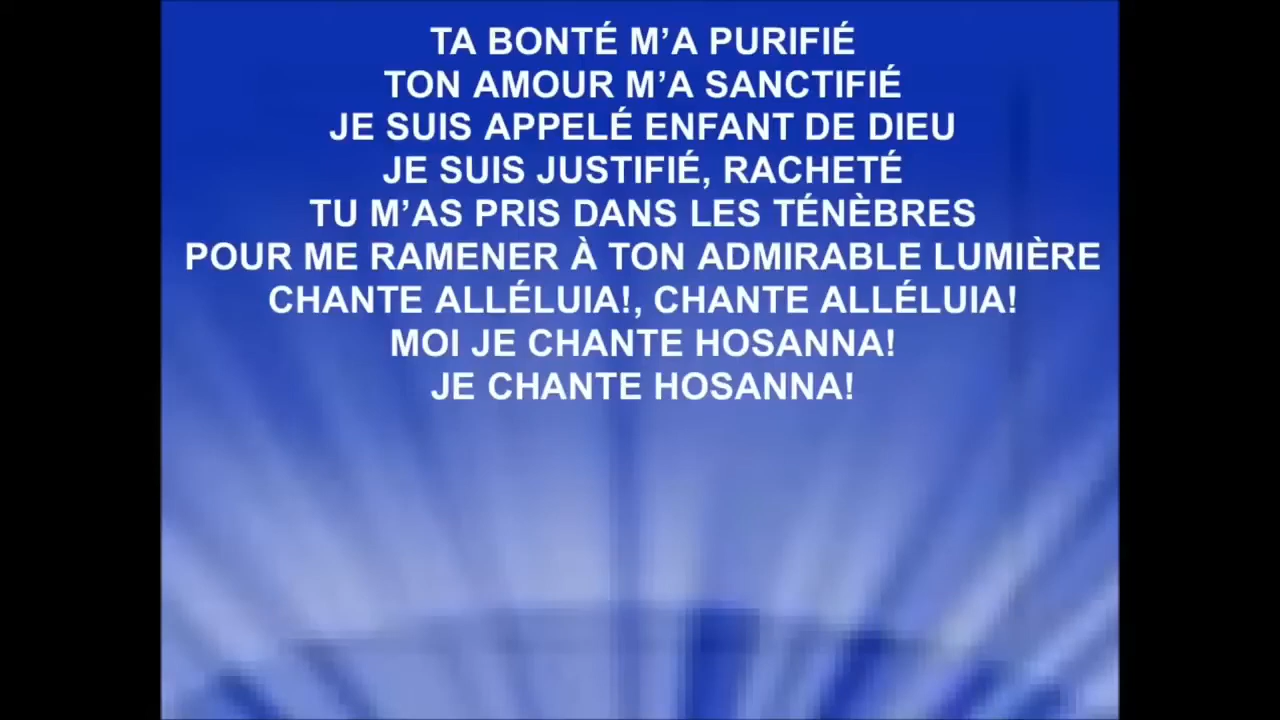 TA BONTÉ M’A PURIFIÉ
TON AMOUR M’A SANCTIFIÉ
JE SUIS APPELÉ ENFANT DE DIEU
JE SUIS JUSTIFIÉ, RACHETÉ
TU M’AS PRIS DANS LES TÉNÈBRES
POUR ME RAMENER À TON ADMIRABLE LUMIÈRE
CHANTE ALLÉLUIA!, CHANTE ALLÉLUIA!
MOI JE CHANTE HOSANNA!
JE CHANTE HOSANNA!